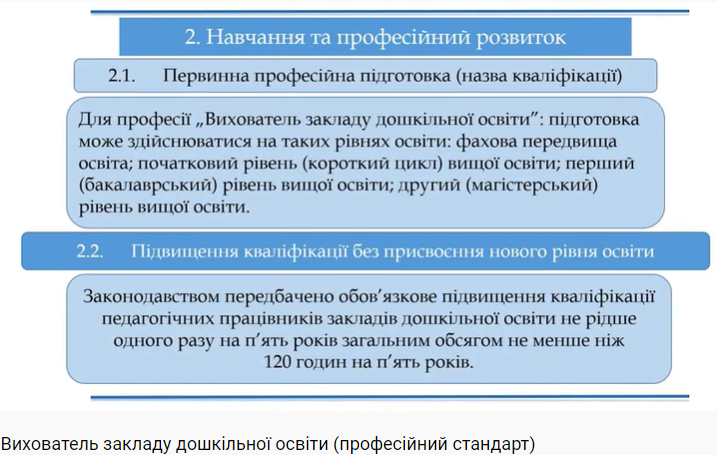 2. Навчання та професійний розвиток
2.1. Первинна професійна підготовка (назва кваліфікації)
Для професії „Вихователь закладу дошкільної освіти”: підготовка
може здійснюватися на таких рівнях освіти: фахова передвища
освіта; початковий рівень (короткий цикл) вищої освіти; перший
(бакалаврський) рівень вищої освіти; другий (магістерський)
рівень вищої освіти.
2.2. Підвищення кваліфікації без присвоєння нового рівня освіти
Законодавством передбачено обов’язкове підвищення кваліфікації
педагогічних працівників закладів дошкільної освіти не рідше
одного разу на п’ять років загальним обсягом не менше ніж
120 годин на п’ять років.
Вихователь закладу дошкільної освіти (професійний стандарт)